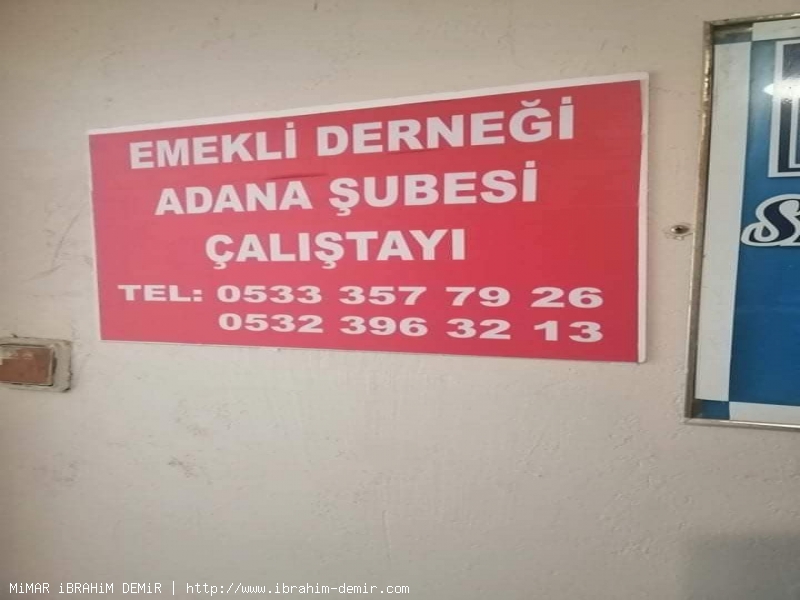 EMEKLİ DERNEĞİ
ADANA ŞUBESİ
ÇALIŞTAYI
TEL: 0533 357 79 26
0532 396 32 13
MiMAR iBRAHiM DEMiR | http://www.ibrahim-demir.com